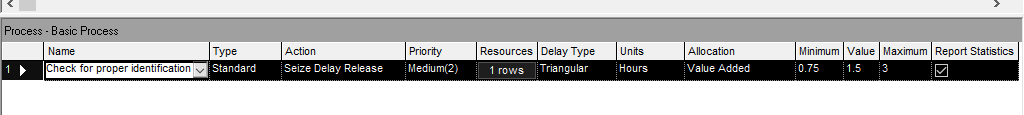 Process - Basic Process
Name Type Action Priority Resources Delay Type Units Allocation Minimum Value Maximum Report Statistics
1 Check for proper identification Standard Seize Delay Release Medium(2) 1 rows Triangular Hours Value Added 0.75 1.5 3